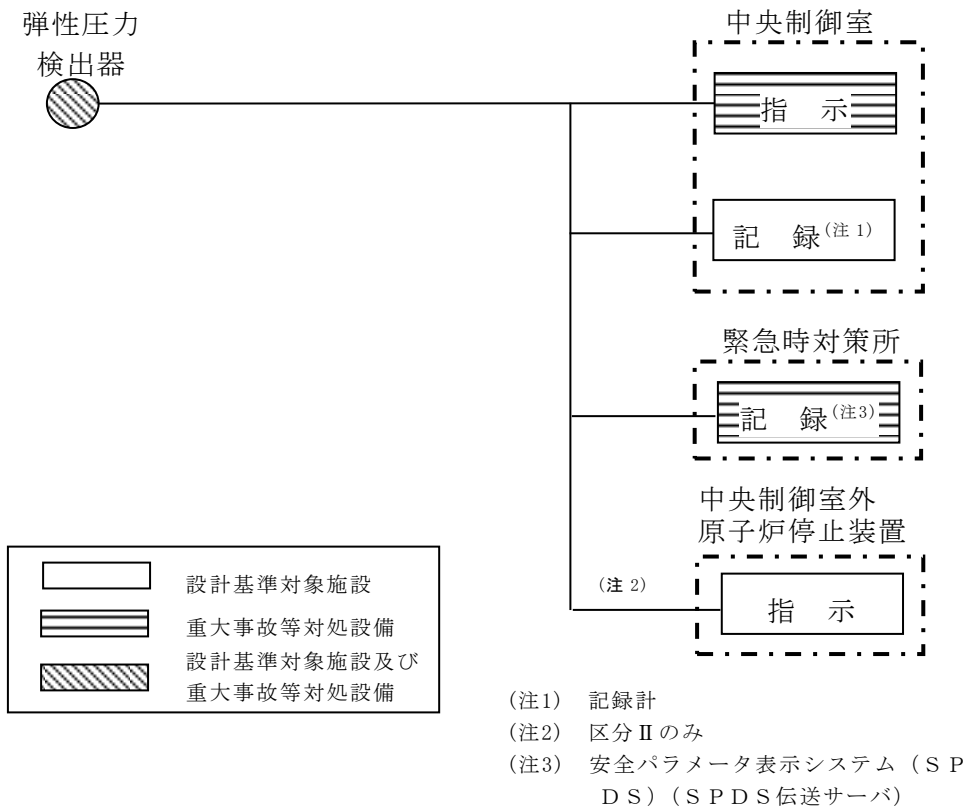 弾性圧力
検出器
中央制御室
指　示
記　録(注 1)
緊急時対策所
記　録(注3)
中央制御室外
原子炉停止装置
(注 2)
指　示
設計基準対象施設
重大事故等対処設備
設計基準対象施設及び
重大事故等対処設備
(注1)　記録計
(注2)　区分Ⅱのみ
(注3)　安全パラメータ表示システム（ＳＰ
ＤＳ）（ＳＰＤＳ伝送サーバ）